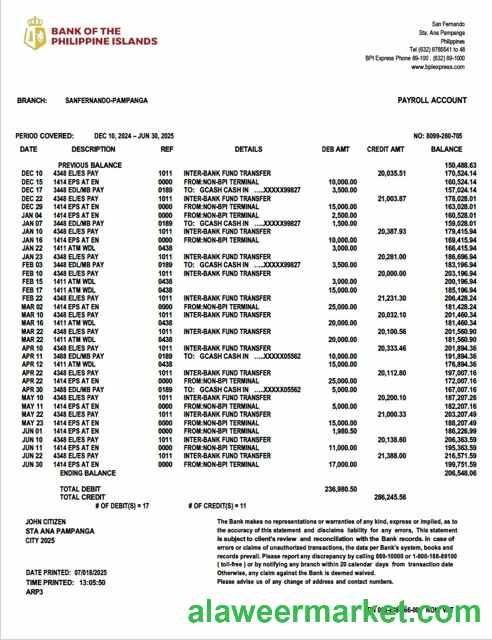 BANK OF THE
PHILIPPINE ISLANDS
San Fernando
Sta. Ana Pampanga
Philippines
Tel (632) 8785541 to 48
BPI Express Phone 89-100 . (632) 89-1000
www.bpiexpress.com
BRANCH: SANFERNANDO-PAMPANGA PAYROLL ACCOUNT
PERIOD COVERED: DEC 10, 2024 – JUN 30, 2025 NO: 8099-260-705
DATE DESCRIPTION REF DETAILS DEB AMT CREDIT AMT BALANCE
PREVIOUS BALANCE 150,488.63
DEC 10 4348 EL/ES PAY 1011 INTER-BANK FUND TRANSFER 20,035.51 170,524.14
DEC 15 1414 EPS AT EN 0000 FROM:NON-BPI TERMINAL 10,000.00 160,524.14
DEC 17 3448 EDL/MB PAY 0189 TO: GCASH CASH IN .....XXXXX99827 3,500.00 157,024.14
DEC 22 4348 EL/ES PAY 1011 INTER-BANK FUND TRANSFER 21,003.87 178,028.01
DEC 29 1414 EPS AT EN 0000 FROM:NON-BPI TERMINAL 15,000.00 163,028.01
JAN 04 1414 EPS AT EN 0000 FROM:NON-BPI TERMINAL 2,500.00 160,528.01
JAN 07 3448 EDL/MB PAY 0189 TO: GCASH CASH IN .....XXXXX99827 1,500.00 159,028.01
JAN 10 4348 EL/ES PAY 1011 INTER-BANK FUND TRANSFER 20,387.93 179,415.94
JAN 16 1414 EPS AT EN 0000 FROM:NON-BPI TERMINAL 10,000.00 169,415.94
JAN 22 1411 ATM WDL 0438 3,000.00 166,415.94
JAN 23 4348 EL/ES PAY 1011 INTER-BANK FUND TRANSFER 20,281.00 186,696.94
FEB 03 3448 EDL/MB PAY 0189 TO: GCASH CASH IN .....XXXXX99827 3,500.00 183,196.94
FEB 10 4348 EL/ES PAY 1011 INTER-BANK FUND TRANSFER 20,000.00 203,196.94
FEB 15 1411 ATM WDL 0438 3,000.00 200,196.94
FEB 17 1411 ATM WDL 0438 15,000.00 185,196.94
FEB 22 4348 EL/ES PAY 1011 INTER-BANK FUND TRANSFER 21,231.30 206,428.24
MAR 02 1414 EPS AT EN 0000 FROM:NON-BPI TERMINAL 25,000.00 181,428.24
MAR 10 4348 EL/ES PAY 1011 INTER-BANK FUND TRANSFER 20,032.10 201,460.34
MAR 16 1411 ATM WDL 0438 20,000.00 181,460.34
MAR 22 4348 EL/ES PAY 1011 INTER-BANK FUND TRANSFER 20,100.56 201,560.90
MAR 22 1411 ATM WDL 0438 20,000.00 181,560.90
APR 10 4348 EL/ES PAY 1011 INTER-BANK FUND TRANSFER 20,333.46 201,894.36
APR 11 3488 EDL/MB PAY 0189 TO: GCASH CASH IN .....XXXXX05562 10,000.00 191,894.36
APR 12 1411 ATM WDL 0438 15,000.00 176,894.36
APR 22 4348 EL/ES PAY 1011 INTER-BANK FUND TRANSFER 20,112.80 197,007.16
APR 22 1414 EPS AT EN 0000 FROM:NON-BPI TERMINAL 25,000.00 172,007.16
APR 30 3488 EDL/MB PAY 0189 TO: GCASH CASH IN .....XXXXX05562 5,000.00 167,007.16
MAY 10 4348 EL/ES PAY 1011 INTER-BANK FUND TRANSFER 20,200.10 187,207.26
MAY 11 1414 EPS AT EN 0000 FROM:NON-BPI TERMINAL 5,000.00 182,207.16
MAY 22 4348 EL/ES PAY 1011 INTER-BANK FUND TRANSFER 21,000.33 203,207.49
MAY 23 1414 EPS AT EN 0000 FROM:NON-BPI TERMINAL 15,000.00 188,207.49
JUN 01 1414 EPS AT EN 0000 FROM:NON-BPI TERMINAL 1,980.50 186,226.99
JUN 10 4348 EL/ES PAY 1011 INTER-BANK FUND TRANSFER 20,138.60 206,363.59
JUN 11 1414 EPS AT EN 0000 FROM:NON-BPI TERMINAL 11,000.00 195,363.59
JUN 22 4348 EL/ES PAY 1011 INTER-BANK FUND TRANSFER 21,388.00 216,571.59
JUN 30 1414 EPS AT EN 0000 FROM:NON-BPI TERMINAL 17,000.00 199,751.59
ENDING BALANCE 206,548.06
TOTAL DEBIT 236,980.50
TOTAL CREDIT 286,245.56
# OF DEBIT(S) = 17 # OF CREDIT(S) = 11
JOHN CITIZEN
STA ANA PAMPANGA
CITY 2025
DATE PRINTED: 07/018/2025
TIME PRINTED: 13:05:50
ARP3
The Bank makes no representations or warranties of any kind, express or implied, as to
the accuracy of this statement and disclaims liability for any errors, This statement
is subject to client's review and reconciliation with the Bank records. in case of
errors or claims of unauthorized transactions, the data per Bank's system, books and
records prevail. Please report any discrepancy by calling 889-10000 or 1-800-188-89100
( toll-free ) or by notifying any branch within 20 calendar days from transaction date
Otherwise, any claim against the Bank is deemed waived.
Please advise us of any change of address and contact numbers.
alaweermarket.com